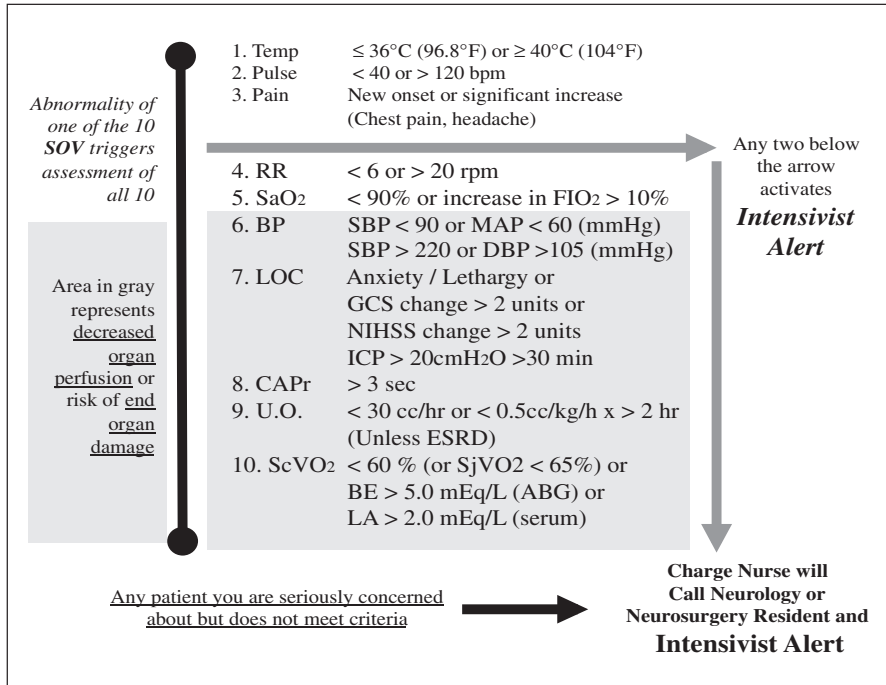 Abnormality of
one of the 10
SOV triggers
assessment of
all 10
Area in gray
represents
decreased
organ
perfusion or
risk of end
organ
damage
1. Temp ≤ 36°C (96.8°F) or ≥ 40°C (104°F)
2. Pulse < 40 or > 120 bpm
3. Pain New onset or significant increase
(Chest pain, headache)
4. RR < 6 or > 20 rpm
5. SaO2 < 90% or increase in FIO2 > 10%
6. BP SBP < 90 or MAP < 60 (mmHg)
SBP > 220 or DBP >105 (mmHg)
7. LOC Anxiety / Lethargy or
GCS change > 2 units or
NIHSS change > 2 units
ICP > 20cmH2O >30 min
8. CAPr > 3 sec
9. U.O. < 30 cc/hr or < 0.5cc/kg/h x > 2 hr
(Unless ESRD)
10. ScVO2 < 60 % (or SjVO2 < 65%) or
BE > 5.0 mEq/L (ABG) or
LA > 2.0 mEq/L (serum)
Any two below
the arrow
activates
Intensivist
Alert
Any patient you are seriously concerned
about but does not meet criteria
Charge Nurse will
Call Neurology or
Neurosurgery Resident and
Intensivist Alert